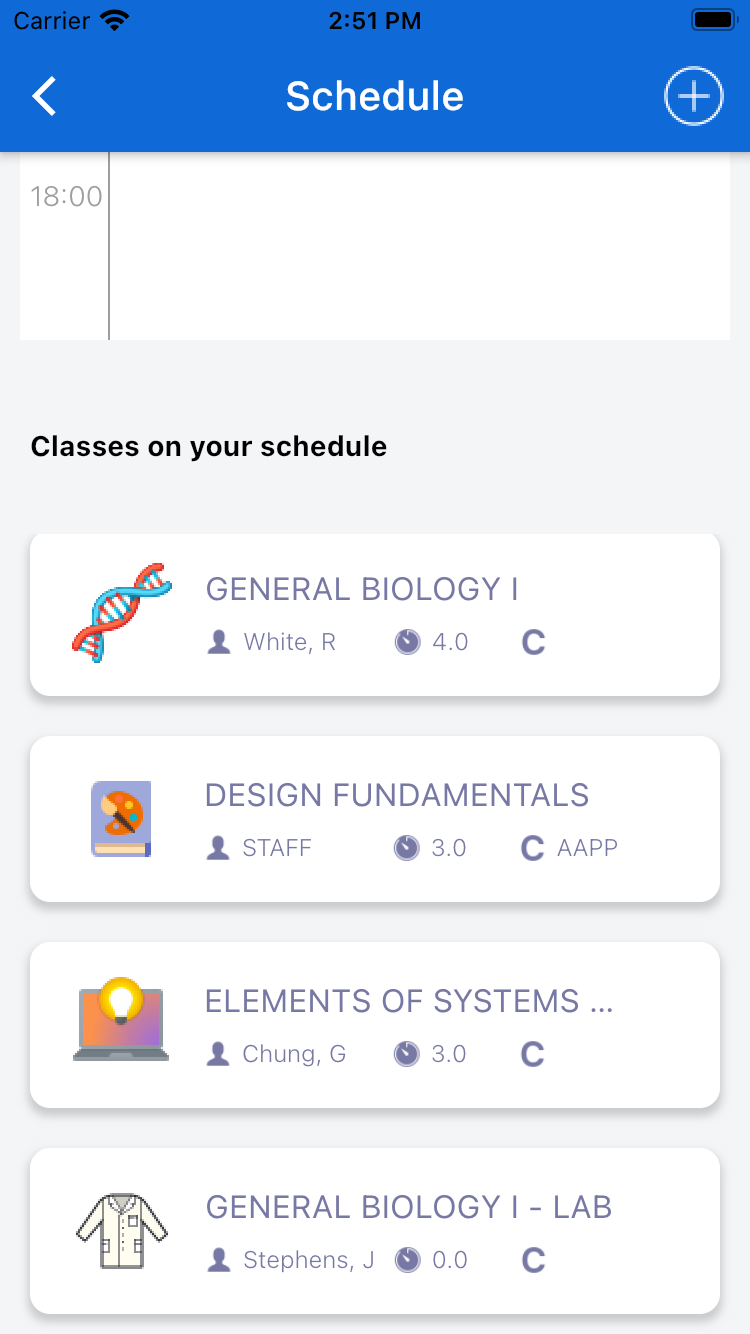 Carrier 2:51 PM
Schedule
18:00
Classes on your schedule
GENERAL BIOLOGY I
White, R 4.0 C
DESIGN FUNDAMENTALS
STAFF 3.0 C AAPP
ELEMENTS OF SYSTEMS ...
Chung, G 3.0 C
GENERAL BIOLOGY I - LAB
Stephens, J 0.0 C